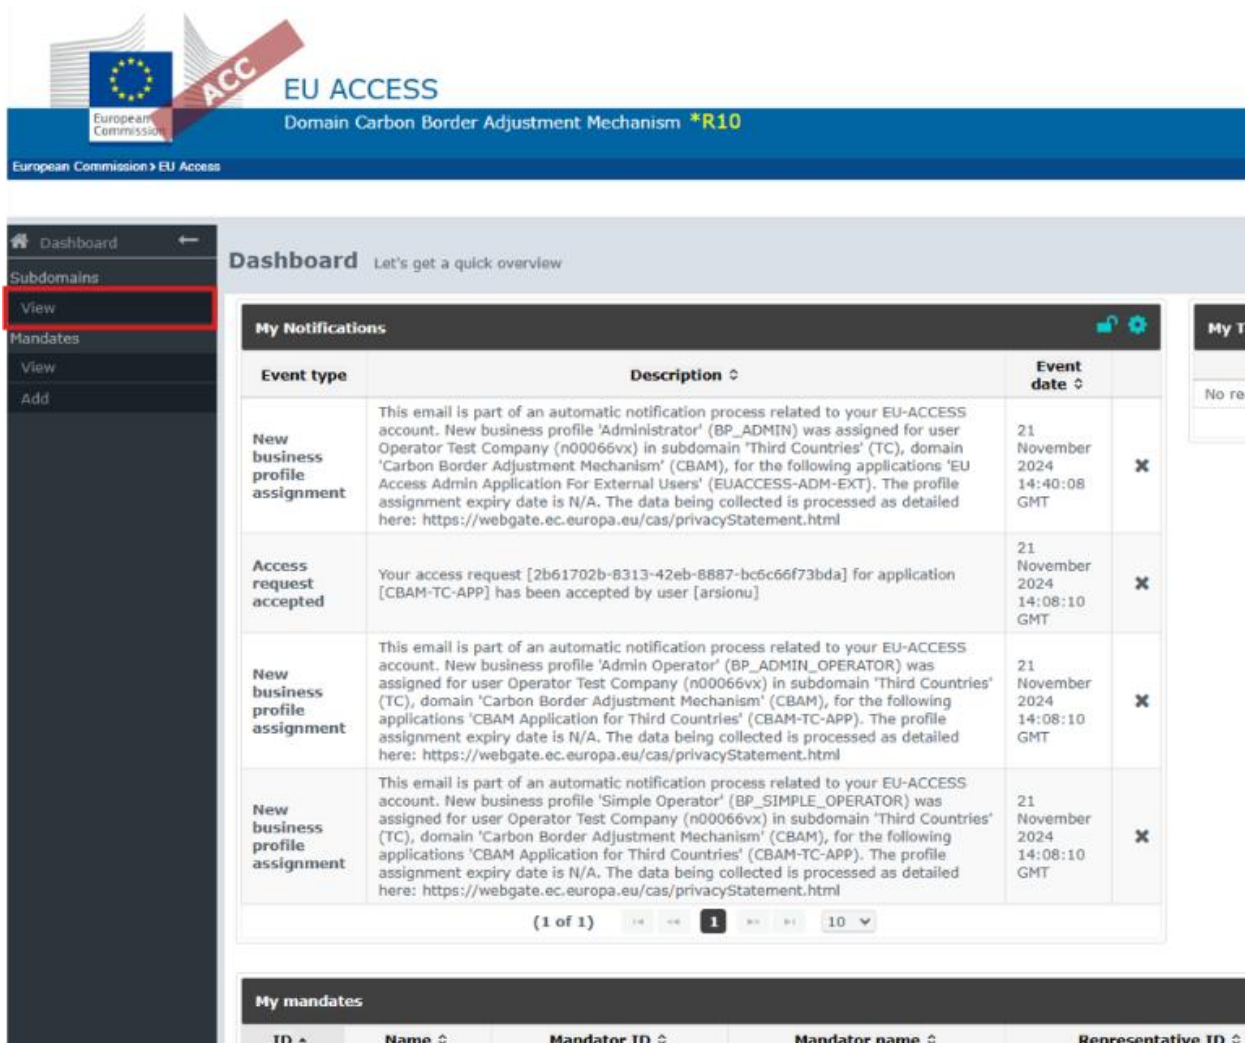 ACC
European
Commission
EU ACCESS
Domain Carbon Border Adjustment Mechanism *R10
European Commission > EU Access
Dashboard
Subdomains
View
Mandates
View
Add
Dashboard Let's get a quick overview
My Notifications
Event type Description Event
date
New
business
profile
assignment
This email is part of an automatic notification process related to your EU-ACCESS
account. New business profile 'Administrator' (BP_ADMIN) was assigned for user
Operator Test Company (n00066vx) in subdomain 'Third Countries' (TC), domain
'Carbon Border Adjustment Mechanism' (CBAM), for the following applications 'EU
Access Admin Application For External Users' (EUACCESS-ADM-EXT). The profile
assignment expiry date is N/A. The data being collected is processed as detailed
here: https://webgate.ec.europa.eu/cas/privacyStatement.html
21
November
2024
14:40:08
GMT
Access
request
accepted
Your access request [2b61702b-8313-42eb-8887-bc6c66f73bda] for application
[CBAM-TC-APP] has been accepted by user [arsionu]
21
November
2024
14:08:10
GMT
New
business
profile
assignment
This email is part of an automatic notification process related to your EU-ACCESS
account. New business profile 'Admin Operator' (BP_ADMIN_OPERATOR) was
assigned for user Operator Test Company (n00066vx) in subdomain 'Third Countries'
(TC), domain 'Carbon Border Adjustment Mechanism' (CBAM), for the following
applications 'CBAM Application for Third Countries' (CBAM-TC-APP). The profile
assignment expiry date is N/A. The data being collected is processed as detailed
here: https://webgate.ec.europa.eu/cas/privacyStatement.html
21
November
2024
14:08:10
GMT
New
business
profile
assignment
This email is part of an automatic notification process related to your EU-ACCESS
account. New business profile 'Simple Operator' (BP_SIMPLE_OPERATOR) was
assigned for user Operator Test Company (n00066vx) in subdomain 'Third Countries'
(TC), domain 'Carbon Border Adjustment Mechanism' (CBAM), for the following
applications 'CBAM Application for Third Countries' (CBAM-TC-APP). The profile
assignment expiry date is N/A. The data being collected is processed as detailed
here: https://webgate.ec.europa.eu/cas/privacyStatement.html
21
November
2024
14:08:10
GMT
(1 of 1) 1 10
My T
No re
My mandates
ID Name Mandator ID Mandator name Representative ID